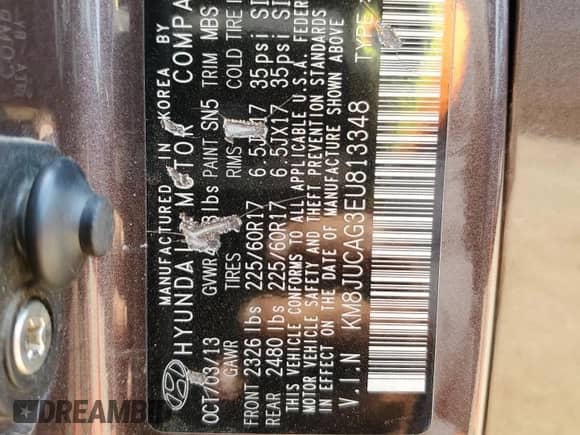 MANUFACTURED IN KOREA BY
HYUNDAI MOTOR COMPA
OCT/03/13 GVWR lbs PAINT SN5 TRIM MBS
GAWR TIRES RIMS COLD TIRE
FRONT 2326 lbs 225/60R17 6.5JX17 35psi
REAR 2480 lbs 225/60R17 6.5JX17 35psi
THIS VEHICLE CONFORMS TO ALL APPLICABLE U.S.A. FEDER
MOTOR VEHICLE SAFETY AND THEFT PREVENTION STANDARDS
IN EFFECT ON THE DATE OF MANUFACTURE SHOWN ABOVE
V.I.N KM8JUCAG3EU813348 TYPE:
DREAMBID